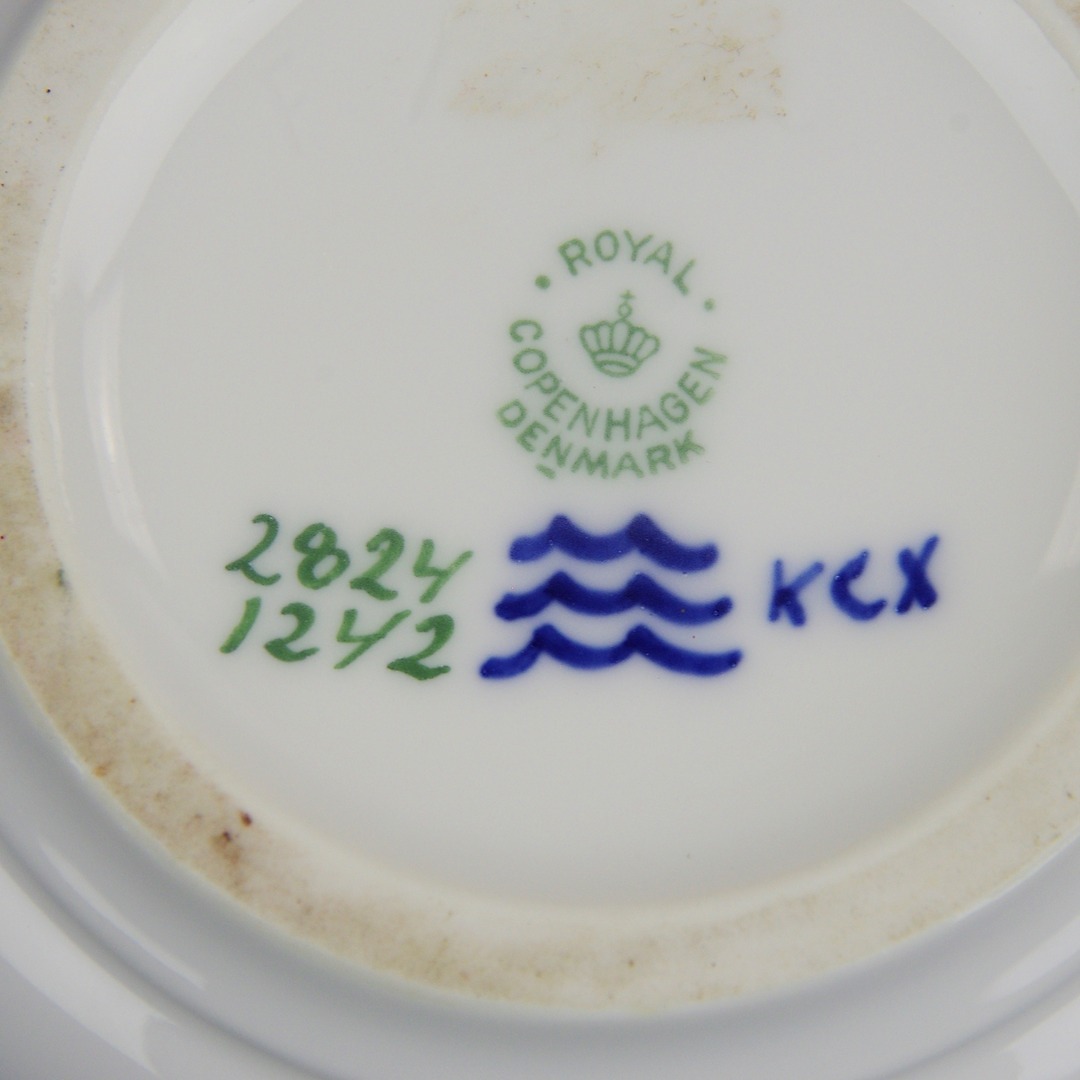 ROYAL
COPENHAGEN
DENMARK
2824
1242
KCX